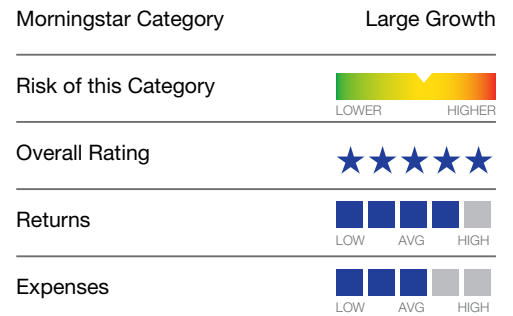 Morningstar Category Large Growth
Risk of this Category
LOWER HIGHER
Overall Rating
Returns
LOW AVG HIGH
Expenses
LOW AVG HIGH